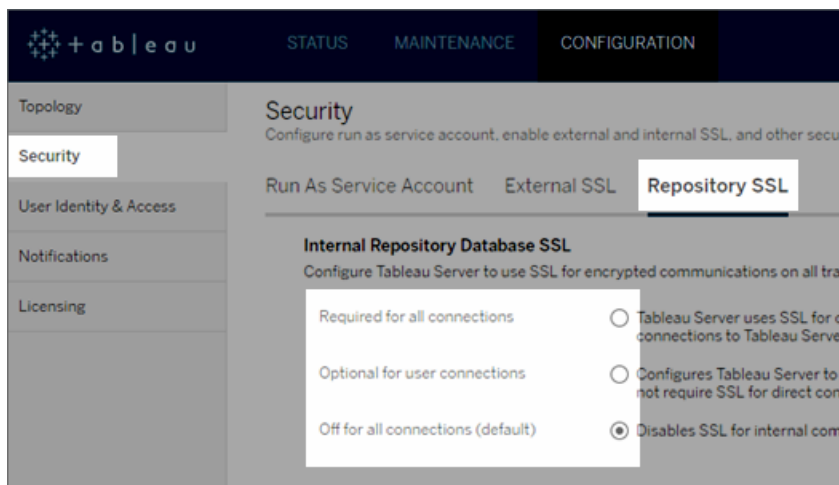 + a b | e a u
STATUS
MAINTENANCE
CONFIGURATION
Topology
Security
User Identity & Access
Notifications
Licensing
Security
Configure run as service account, enable external and internal SSL, and other secu
Run As Service Account
External SSL
Repository SSL
Internal Repository Database SSL
Configure Tableau Server to use SSL for encrypted communications on all tra
Required for all connections
Tableau Server uses SSL for c
connections to Tableau Serve
Optional for user connections
Configures Tableau Server to
not require SSL for direct con
Off for all connections (default)
Disables SSL for internal com